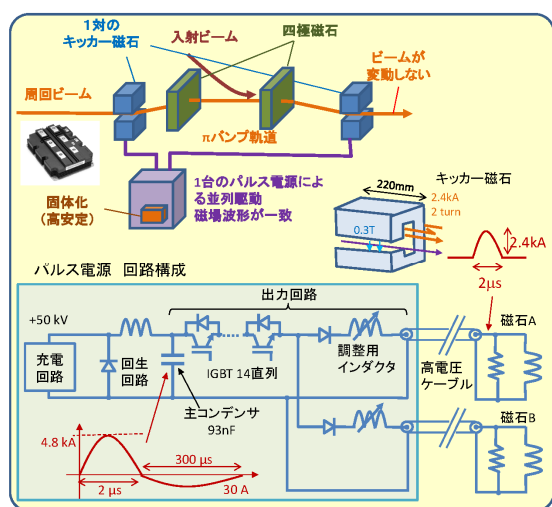 1対の
キッカー磁石
入射ビーム
四極磁石
ビームが
変動しない
周回ビーム
πバンプ軌道
固体化
(高安定)
1台のパルス電源によ
る並列駆動
磁場波形が一致
220mm
キッカー磁石
2.4kA
2 turn
0.3T
2.4kA
2μs
パルス電源 回路構成
出力回路
+50 kV
充電
回路
回生
回路
IGBT 14直列
調整用
インダクタ
高電圧
ケーブル
磁石A
主コンデンサ
93nF
磁石B
4.8 kA
300 μs
2 μs
30 A